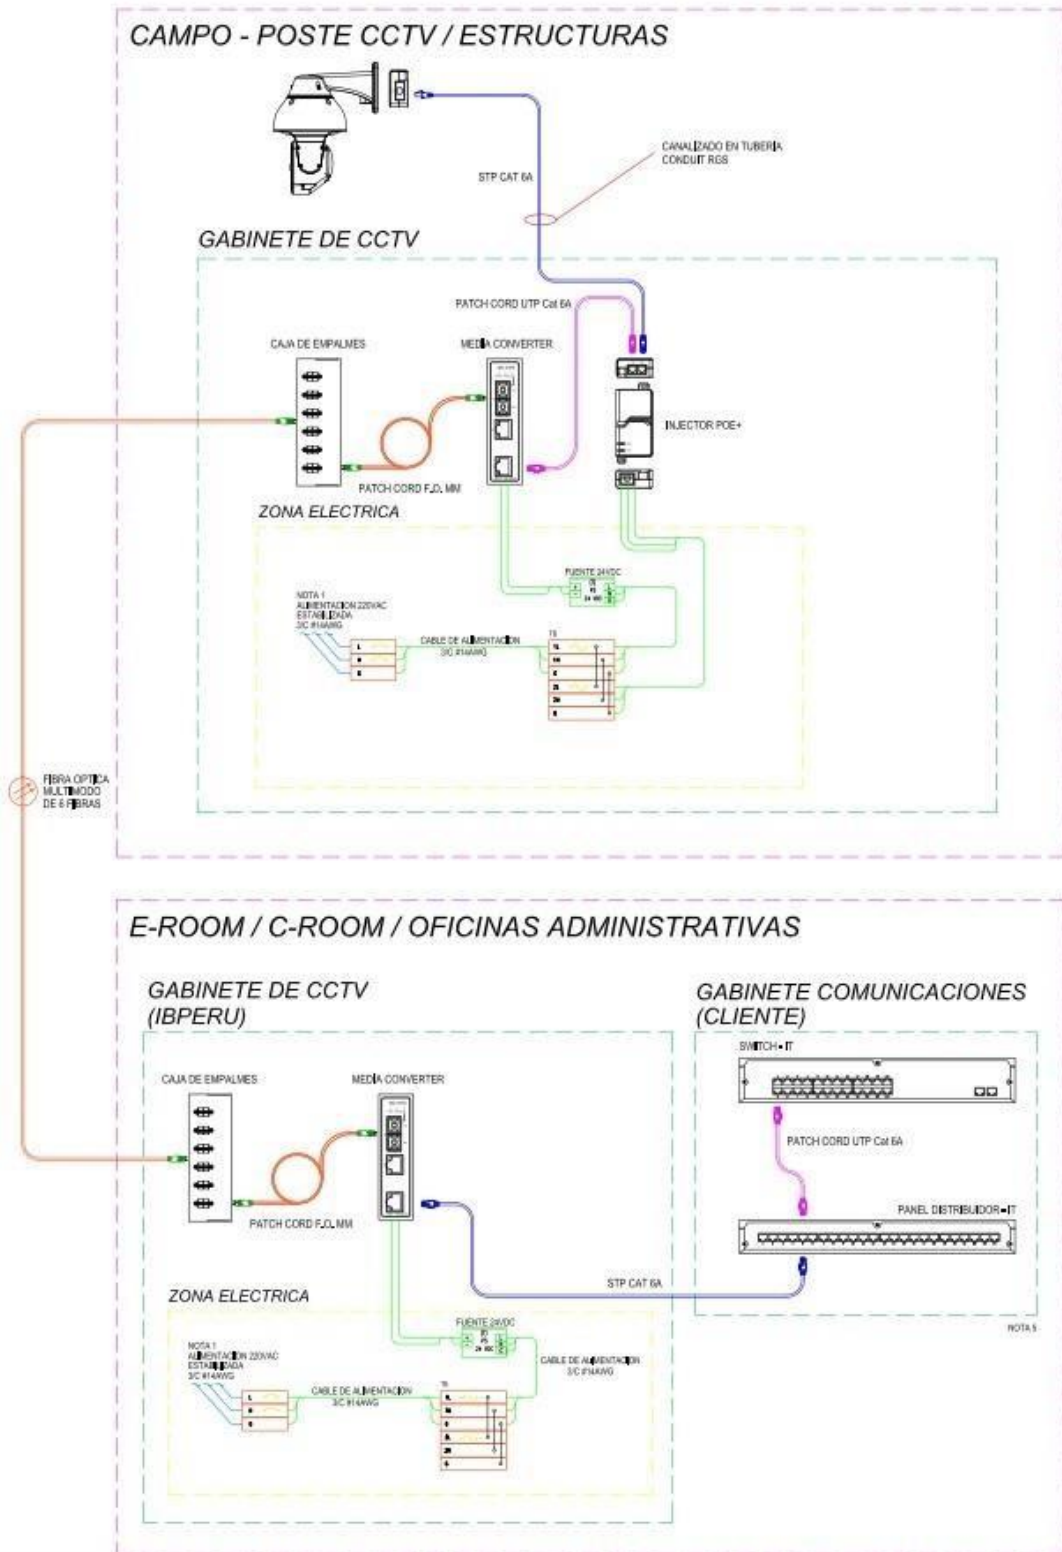 CAMPO - POSTE CCTV / ESTRUCTURAS
CANALIZADO EN TUBERÍA
CONDUIT RGS
STP CAT 6A
GABINETE DE CCTV
PATCH CORD UTP Cat 6A
CAJA DE EMPALMES
MEDIA CONVERTER
INJECTOR POE+
PATCH CORD F.O. MM
ZONA ELECTRICA
FUENTE 24VDC
NOTA 1
ALIMENTACION 220VAC
ESTABILIZADA
3/C #14AWG
CABLE DE ALIMENTACION
3/C #14AWG
FIBRA OPTICA
MULTIMODO
DE 6 FIBRAS
E-ROOM / C-ROOM / OFICINAS ADMINISTRATIVAS
GABINETE DE CCTV
(IBPERU)
GABINETE COMUNICACIONES
(CLIENTE)
SWITCH - IT
CAJA DE EMPALMES
MEDIA CONVERTER
PATCH CORD UTP Cat 6A
PANEL DISTRIBUIDOR - IT
PATCH CORD F.O. MM
STP CAT 6A
ZONA ELECTRICA
NOTA 5
FUENTE 24VDC
NOTA 1
ALIMENTACION 220VAC
ESTABILIZADA
3/C #14AWG
CABLE DE ALIMENTACION
3/C #14AWG
CABLE DE ALIMENTACION
3/C #14AWG